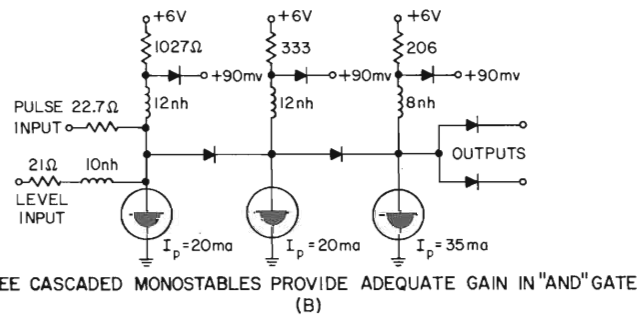 +6V +6V +6V
1027Ω 333 206
+90mv +90mv +90mv
12nh 12nh 8nh
PULSE 22.7Ω
INPUT
OUTPUTS
21Ω 10nh
LEVEL
INPUT
Ip=20ma Ip=20ma Ip=35ma
EE CASCADED MONOSTABLES PROVIDE ADEQUATE GAIN IN "AND" GATE
(B)